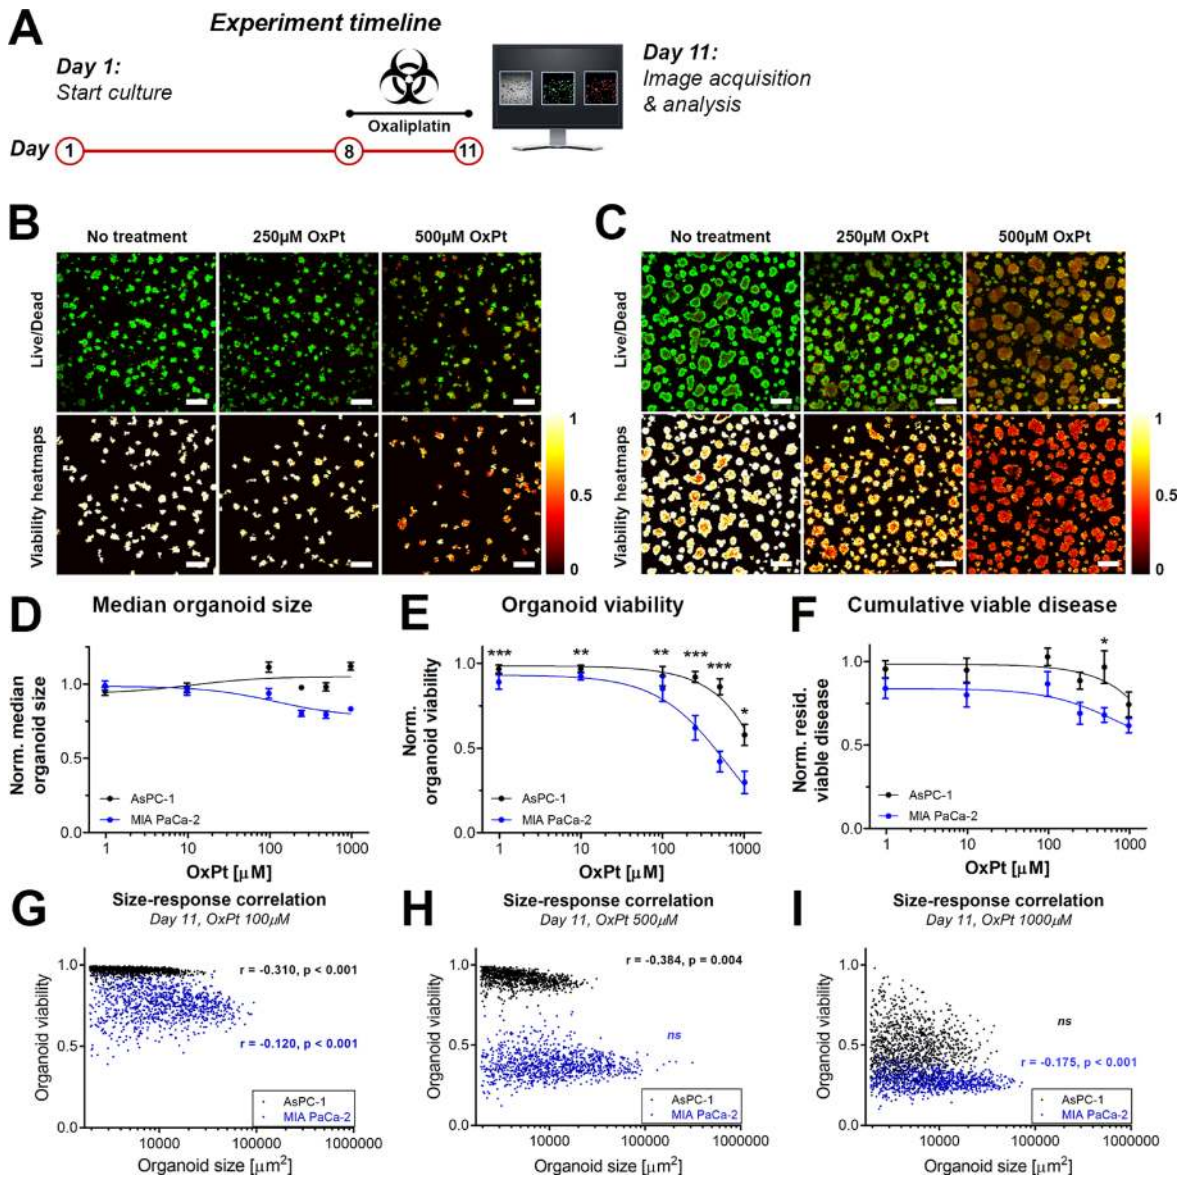 A
Experiment timeline
Day 1:
Start culture
Oxaliplatin
Day 11:
Image acquisition
& analysis
Day 1 8 11
B
No treatment 250μM OxPt 500μM OxPt
Live/Dead
Viability heatmaps
1
0.5
0
C
No treatment 250μM OxPt 500μM OxPt
Live/Dead
Viability heatmaps
1
0.5
0
D
Median organoid size
Norm. median
organoid size
1.0
0.5
0.0
AsPC-1
MIA PaCa-2
1 10 100 1000
OxPt [μM]
E
Organoid viability
Norm.
organoid viability
*** ** ** *** *** *
1.0
0.5
0.0
AsPC-1
MIA PaCa-2
1 10 100 1000
OxPt [μM]
F
Cumulative viable disease
Norm. resid.
viable disease
*
1.0
0.5
0.0
AsPC-1
MIA PaCa-2
1 10 100 1000
OxPt [μM]
G
Size-response correlation
Day 11, OxPt 100μM
Organoid viability
1.0
0.5
0.0
r = -0.310, p < 0.001
r = -0.120, p < 0.001
AsPC-1
MIA PaCa-2
10000 100000 1000000
Organoid size [μm²]
H
Size-response correlation
Day 11, OxPt 500μM
Organoid viability
1.0
0.5
0.0
r = -0.384, p = 0.004
ns
AsPC-1
MIA PaCa-2
10000 100000 1000000
Organoid size [μm²]
I
Size-response correlation
Day 11, OxPt 1000μM
Organoid viability
1.0
0.5
0.0
ns
r = -0.175, p < 0.001
AsPC-1
MIA PaCa-2
10000 100000 1000000
Organoid size [μm²]